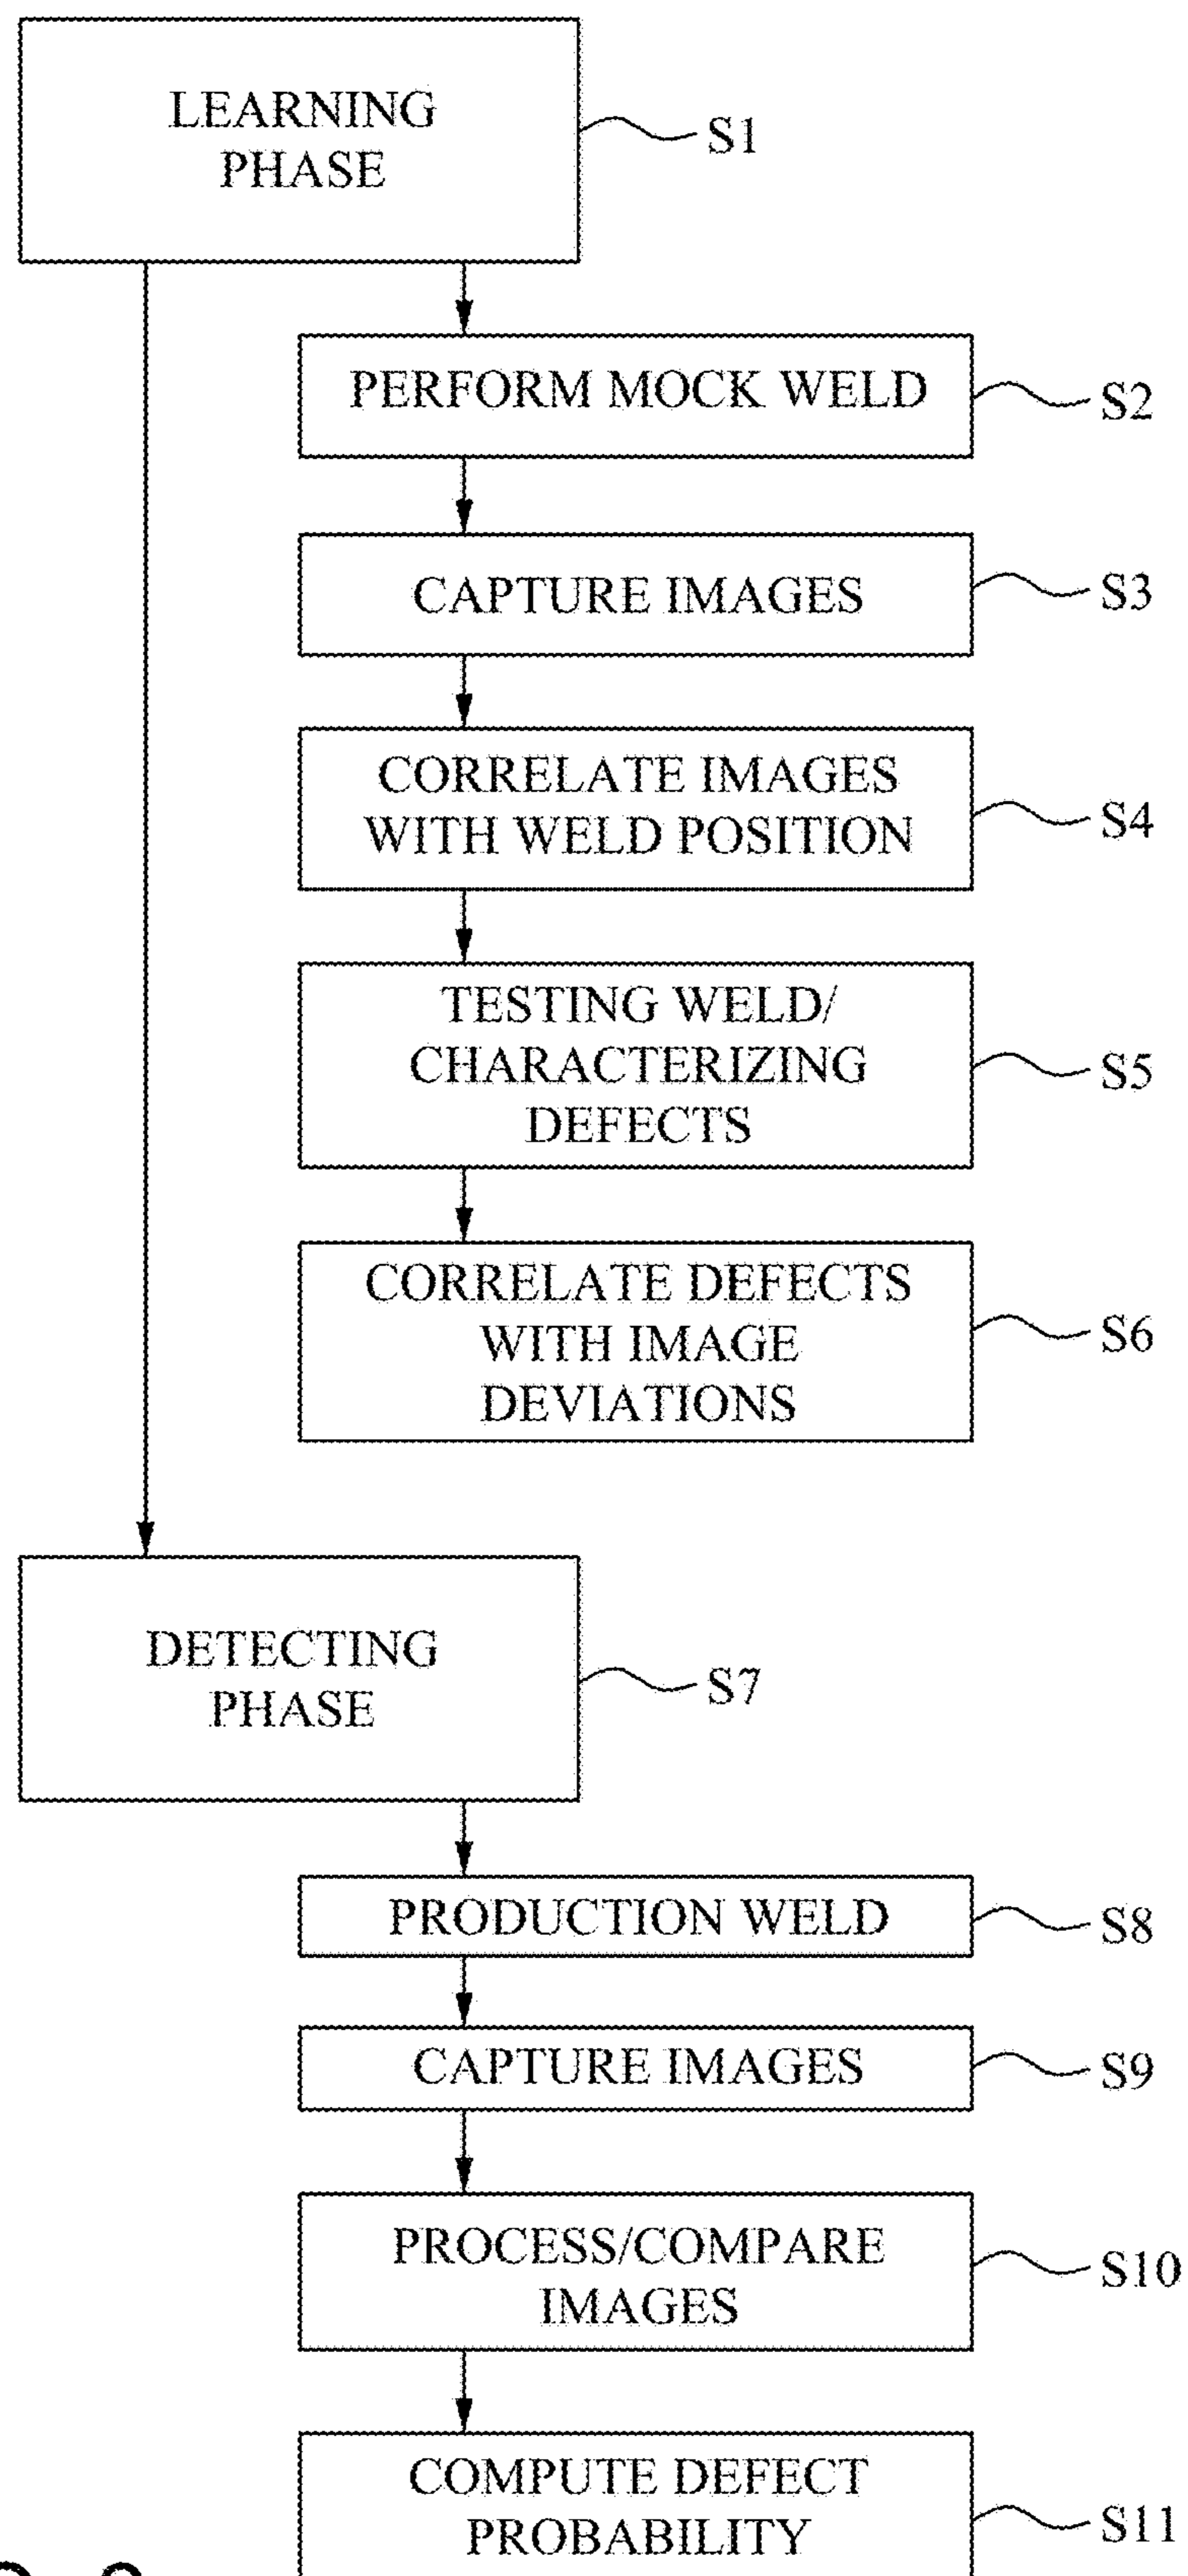 LEARNING
PHASE
S1
PERFORM MOCK WELD
S2
CAPTURE IMAGES
S3
CORRELATE IMAGES
WITH WELD POSITION
S4
TESTING WELD/
CHARACTERIZING
DEFECTS
S5
CORRELATE DEFECTS
WITH IMAGE
DEVIATIONS
S6
DETECTING
PHASE
S7
PRODUCTION WELD
S8
CAPTURE IMAGES
S9
PROCESS/COMPARE
IMAGES
S10
COMPUTE DEFECT
PROBABILITY
S11